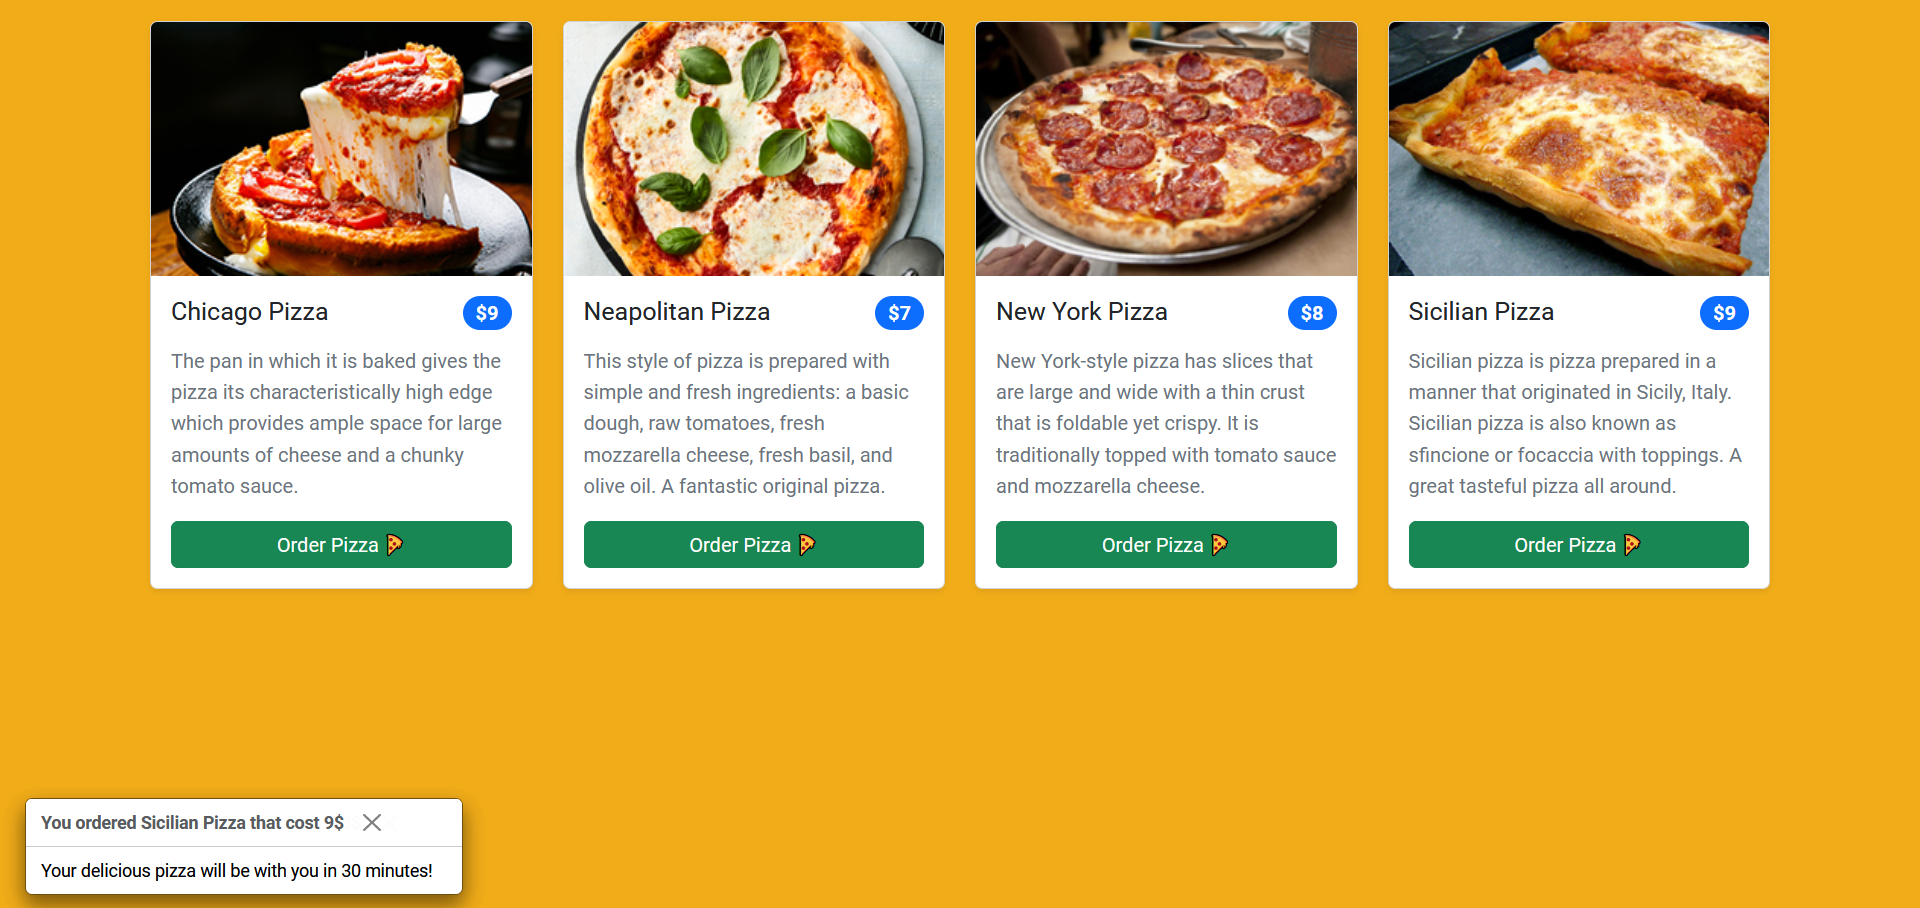 Chicago Pizza
$9
The pan in which it is baked gives the
pizza its characteristically high edge
which provides ample space for large
amounts of cheese and a chunky
tomato sauce.
Order Pizza 🍕
Neapolitan Pizza
$7
This style of pizza is prepared with
simple and fresh ingredients: a basic
dough, raw tomatoes, fresh
mozzarella cheese, fresh basil, and
olive oil. A fantastic original pizza.
Order Pizza 🍕
New York Pizza
$8
New York-style pizza has slices that
are large and wide with a thin crust
that is foldable yet crispy. It is
traditionally topped with tomato sauce
and mozzarella cheese.
Order Pizza 🍕
Sicilian Pizza
$9
Sicilian pizza is pizza prepared in a
manner that originated in Sicily, Italy.
Sicilian pizza is also known as
sfincione or focaccia with toppings. A
great tasteful pizza all around.
Order Pizza 🍕
You ordered Sicilian Pizza that cost 9$
Your delicious pizza will be with you in 30 minutes!